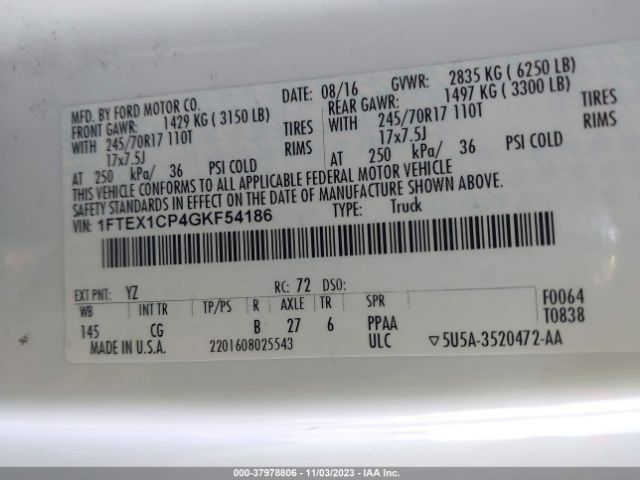 MFD. BY FORD MOTOR CO. DATE: 08/16 GVWR: 2835 KG ( 6250 LB)
FRONT GAWR: 1429 KG ( 3150 LB) REAR GAWR: 1497 KG ( 3300 LB)
WITH 245/70R17 110T TIRES WITH 245/70R17 110T TIRES
17x7.5J RIMS 17x7.5J RIMS
AT 250 kPa/ 36 PSI COLD AT 250 kPa/ 36 PSI COLD
THIS VEHICLE CONFORMS TO ALL APPLICABLE FEDERAL MOTOR VEHICLE
SAFETY STANDARDS IN EFFECT ON THE DATE OF MANUFACTURE SHOWN ABOVE.
VIN: 1FTEX1CP4GKF54186 TYPE: Truck
EXT PNT: YZ RC: 72 DSO:
WB INT TR TP/PS R AXLE TR SPR F0064
145 CG B 27 6 PPAA T0838
MADE IN U.S.A. 2201608025543 ULC ▽5U5A-3520472-AA
000-37978806 - 11/03/2023 - IAAI.com